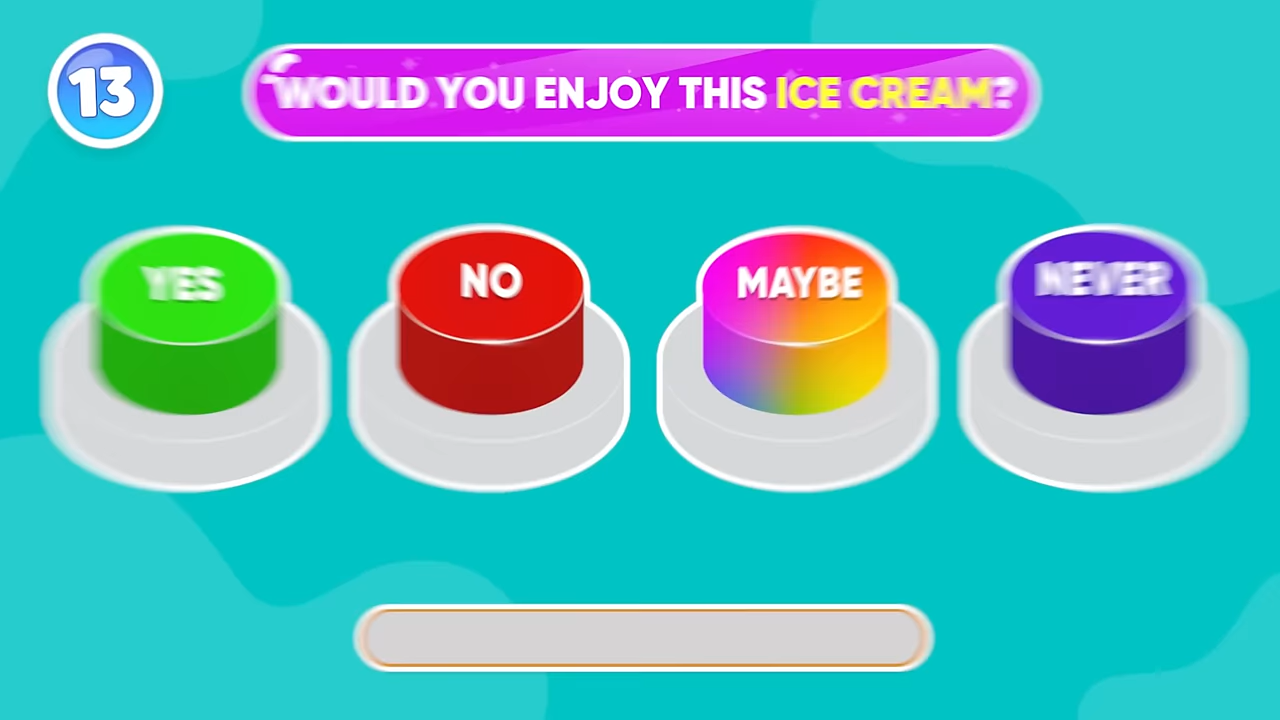 13
WOULD YOU ENJOY THIS ICE CREAM?
YES
NO
MAYBE
NEVER